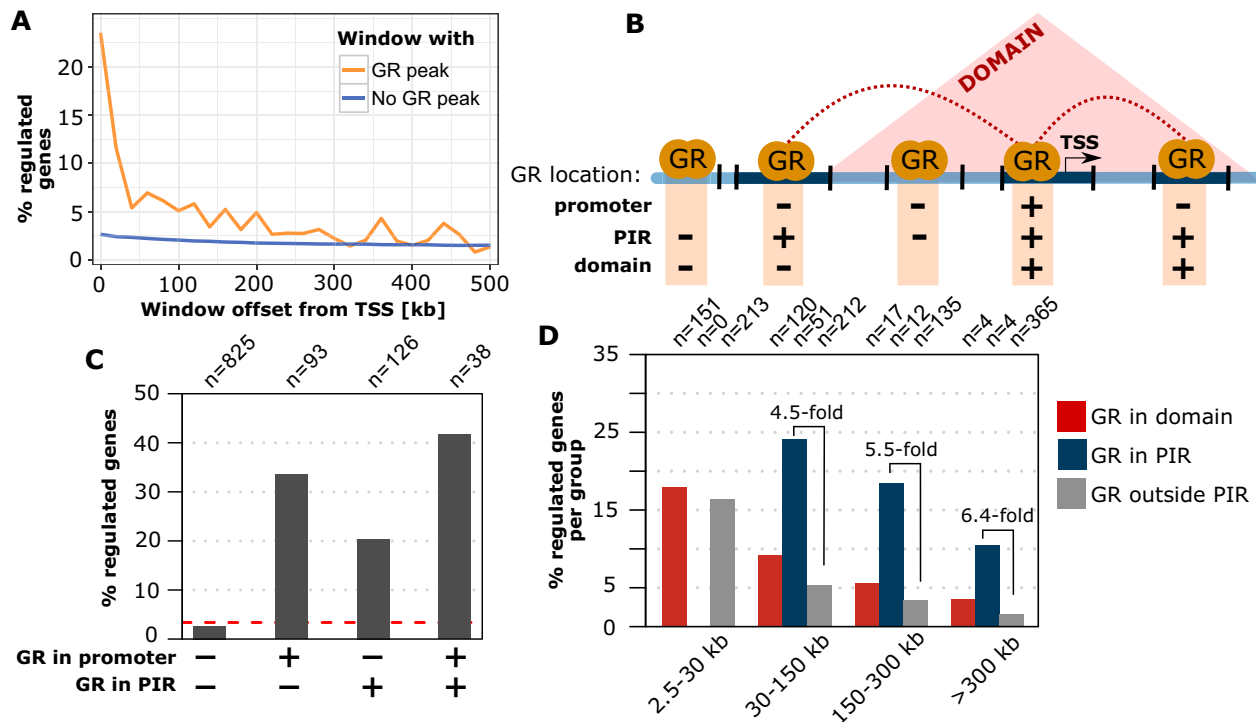 A
% regulated
genes
20
15
10
5
0
Window with
GR peak
No GR peak
0
100
200
300
400
500
Window offset from TSS [kb]
B
DOMAIN
GR
GR
GR
GR
TSS
GR
GR location:
promoter
– + –
PIR
– + – + +
domain
– – + +
C
n=825
n=93
n=126
n=38
% regulated genes
50
40
30
20
10
0
GR in promoter
– + – +
GR in PIR
– – + +
D
n=151
n=0
n=213
n=120
n=51
n=212
n=17
n=12
n=135
n=4
n=4
n=365
% regulated genes
per group
35
25
15
5
0
4.5-fold
5.5-fold
6.4-fold
2.5-30 kb
30-150 kb
150-300 kb
>300 kb
GR in domain
GR in PIR
GR outside PIR